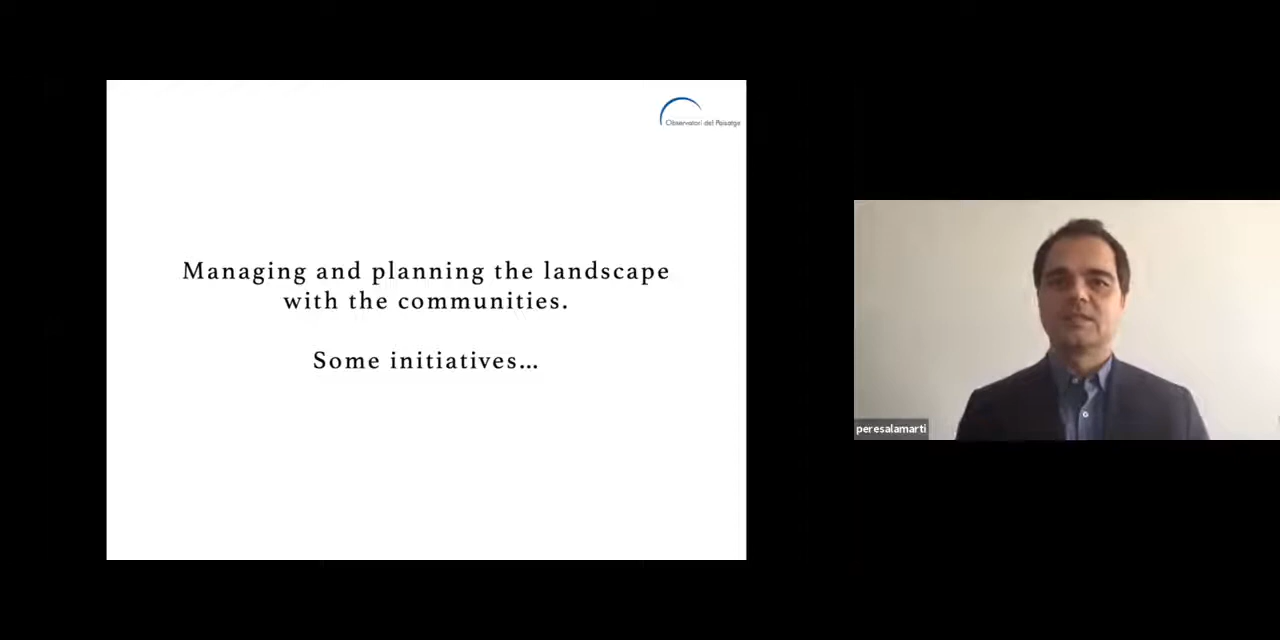 Observatori del Paisatge
Managing and planning the landscape
with the communities.
Some initiatives...
peresalamarti